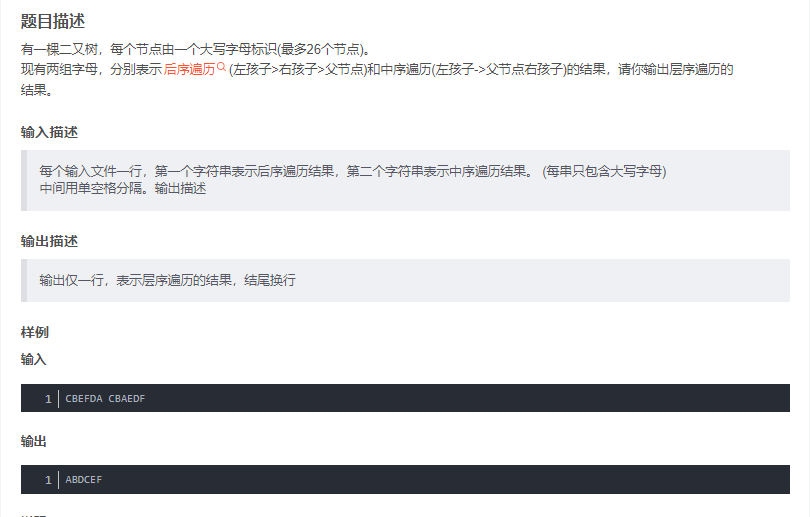 题目描述
有一棵二叉树，每个节点由一个大写字母标识(最多26个节点)。
现有两组字母，分别表示后序遍历(左孩子>右孩子>父节点)和中序遍历(左孩子->父节点右孩子)的结果，请你输出层序遍历的
结果。
输入描述
每个输入文件一行，第一个字符串表示后序遍历结果，第二个字符串表示中序遍历结果。 (每串只包含大写字母)
中间用单空格分隔。输出描述
输出描述
输出仅一行，表示层序遍历的结果，结尾换行
样例
输入
1 CBEFDA CBAEDF
输出
1 ABDCEF